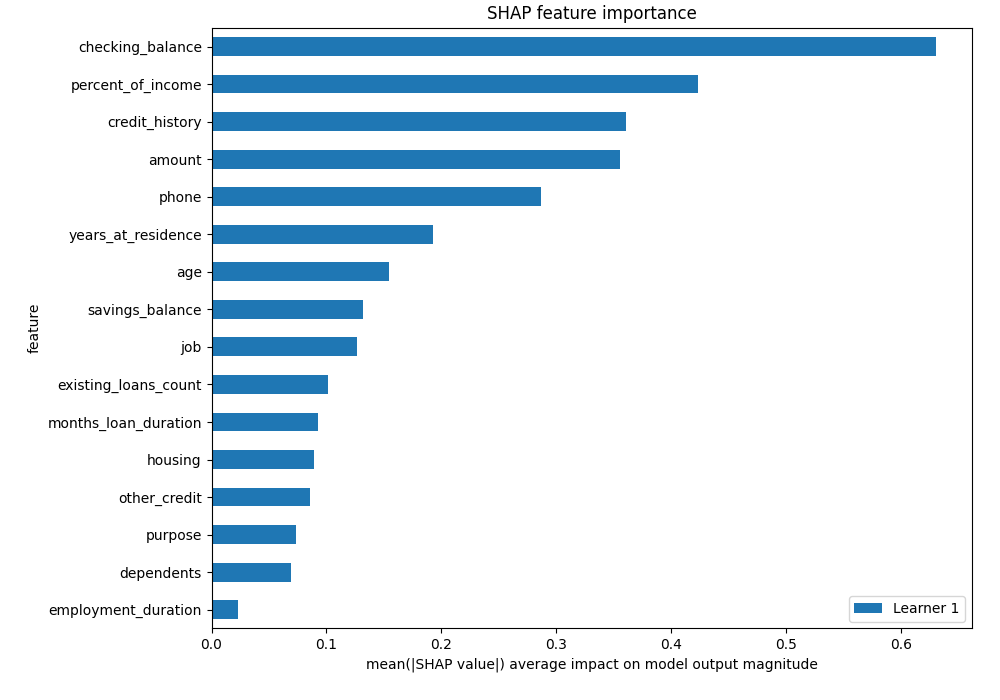 SHAP feature importance
checking_balance
percent_of_income
credit_history
amount
phone
years_at_residence
age
savings_balance
job
existing_loans_count
months_loan_duration
housing
other_credit
purpose
dependents
employment_duration
feature
Learner 1
0.0 0.1 0.2 0.3 0.4 0.5 0.6
mean(|SHAP value|) average impact on model output magnitude